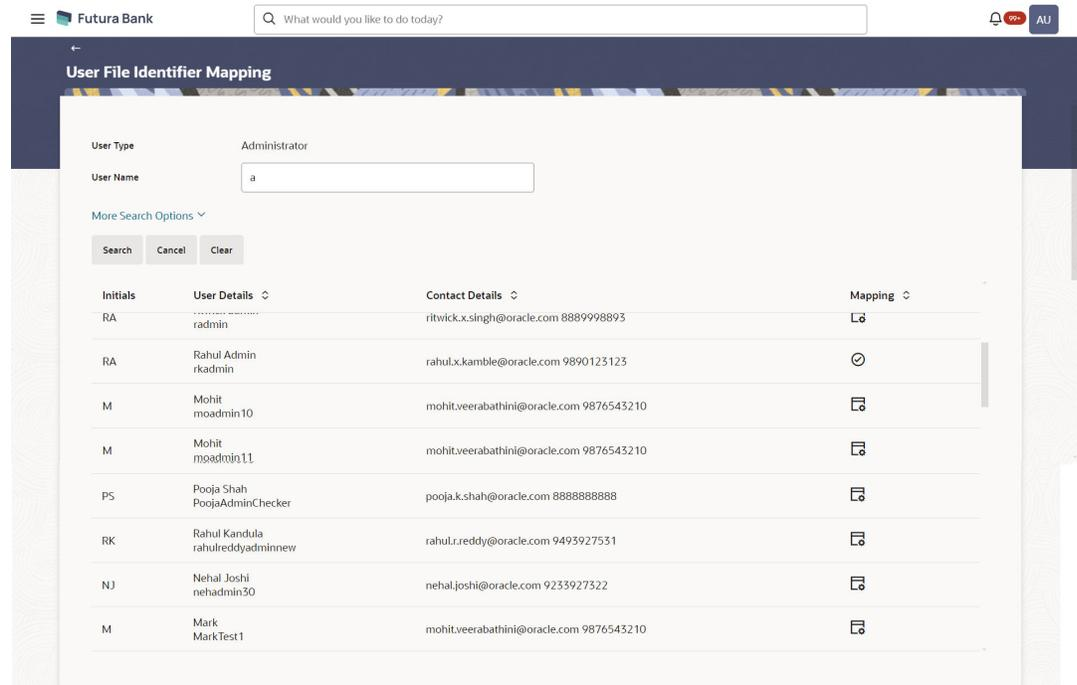 Futura Bank
What would you like to do today?
99+
AU
User File Identifier Mapping
User Type Administrator
User Name a
More Search Options
Search Cancel Clear
Initials User Details Contact Details Mapping
RA radmin ritwick.x.singh@oracle.com 8889998893
RA Rahul Admin
rkadmin rahul.x.kamble@oracle.com 9890123123
M Mohit
moadmin10 mohit.veerabathini@oracle.com 9876543210
M Mohit
moadmin11 mohit.veerabathini@oracle.com 9876543210
PS Pooja Shah
PoojaAdminChecker pooja.k.shah@oracle.com 8888888888
RK Rahul Kandula
rahulreddyadminnew rahul.r.reddy@oracle.com 9493927531
NJ Nehal Joshi
nehadmin30 nehal.joshi@oracle.com 9233927322
M Mark
MarkTest1 mohit.veerabathini@oracle.com 9876543210